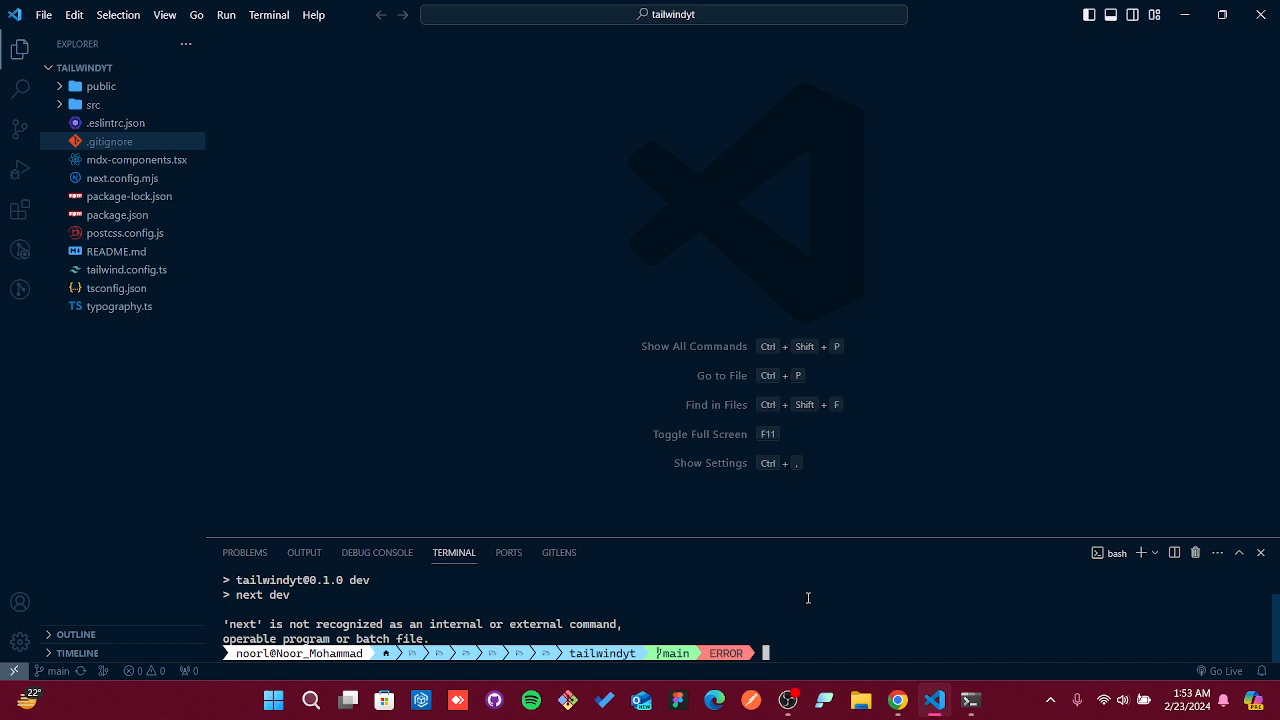 File Edit Selection View Go Run Terminal Help
tailwindyt
EXPLORER
TAILWINDYT
public
src
.eslintrc.json
.gitignore
mdx-components.tsx
next.config.mjs
package-lock.json
package.json
postcss.config.js
README.md
tailwind.config.ts
tsconfig.json
TS typography.ts
OUTLINE
TIMELINE
Show All Commands Ctrl + Shift + P
Go to File Ctrl + P
Find in Files Ctrl + Shift + F
Toggle Full Screen F11
Show Settings Ctrl + ,
PROBLEMS OUTPUT DEBUG CONSOLE TERMINAL PORTS GITLENS
bash
> tailwindyt@0.1.0 dev
> next dev
'next' is not recognized as an internal or external command,
operable program or batch file.
noorl@Noor_Mohammad tailwindyt main ERROR
main 0 0 0 Go Live
22°
1:53 AM
2/23/2024